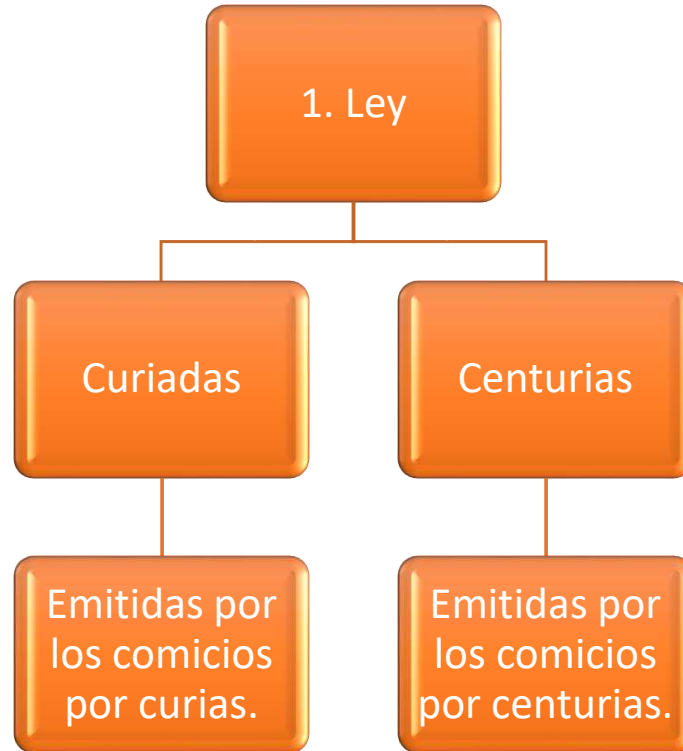 1. Ley
Curiadas
Centurias
Emitidas por
los comicios
por curias.
Emitidas por
los comicios
por centurias.